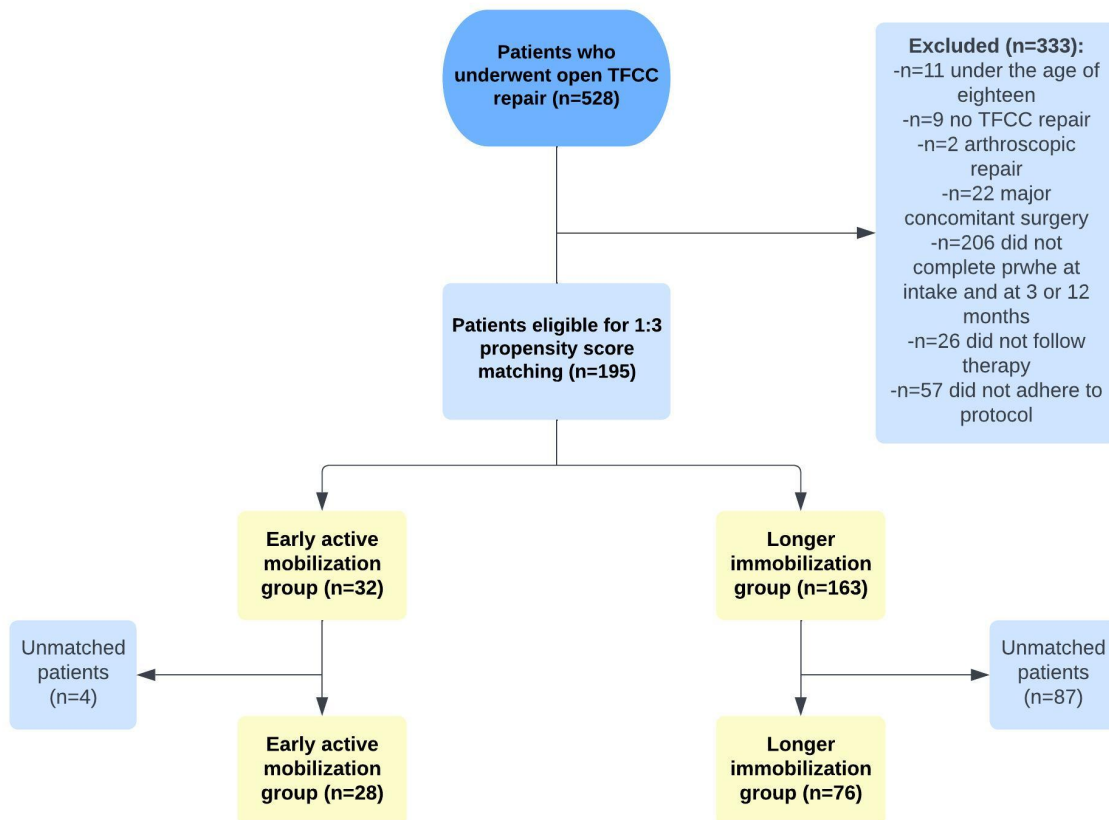 Patients who
underwent open TFCC
repair (n=528)
Excluded (n=333):
-n=11 under the age of
eighteen
-n=9 no TFCC repair
-n=2 arthroscopic
repair
-n=22 major
concomitant surgery
-n=206 did not
complete prwhe at
intake and at 3 or 12
months
-n=26 did not follow
therapy
-n=57 did not adhere to
protocol
Patients eligible for 1:3
propensity score
matching (n=195)
Early active
mobilization
group (n=32)
Longer
immobilization
group (n=163)
Unmatched
patients
(n=4)
Unmatched
patients
(n=87)
Early active
mobilization
group (n=28)
Longer
immobilization
group (n=76)